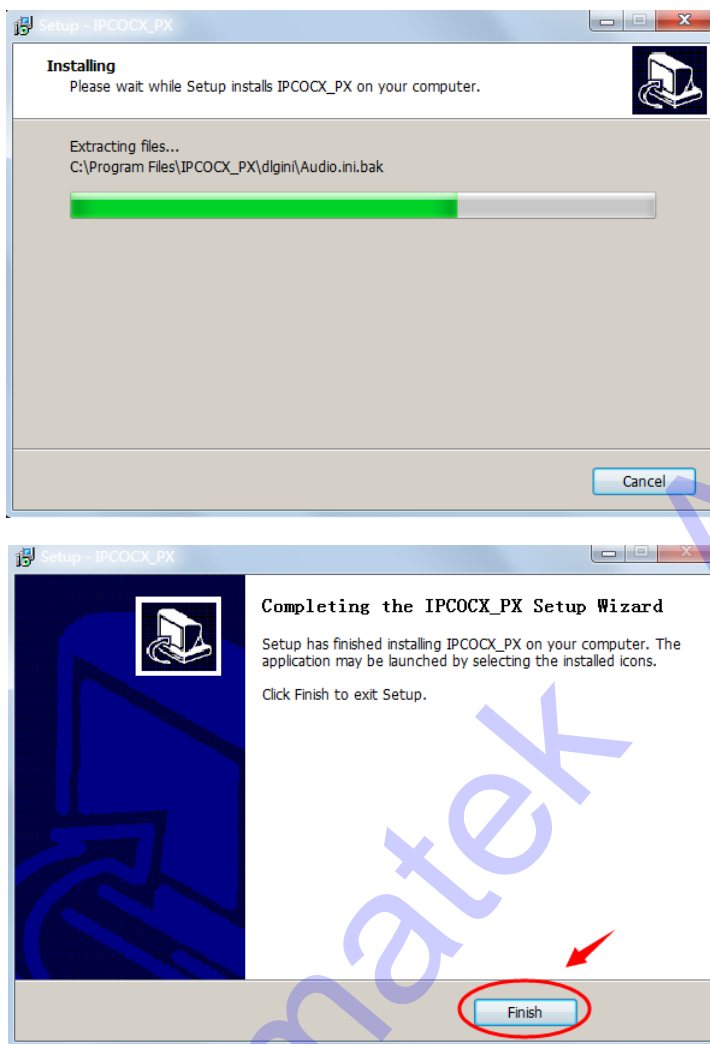 Setup - IPCOCX_PX
Installing
Please wait while Setup installs IPCOCX_PX on your computer.
Extracting files...
C:\Program Files\IPCOCX_PX\dlgini\Audio.ini.bak
Cancel
Setup - IPCOCX_PX
Completing the IPCOCX_PX Setup Wizard
Setup has finished installing IPCOCX_PX on your computer. The
application may be launched by selecting the installed icons.
Click Finish to exit Setup.
Finish
matek